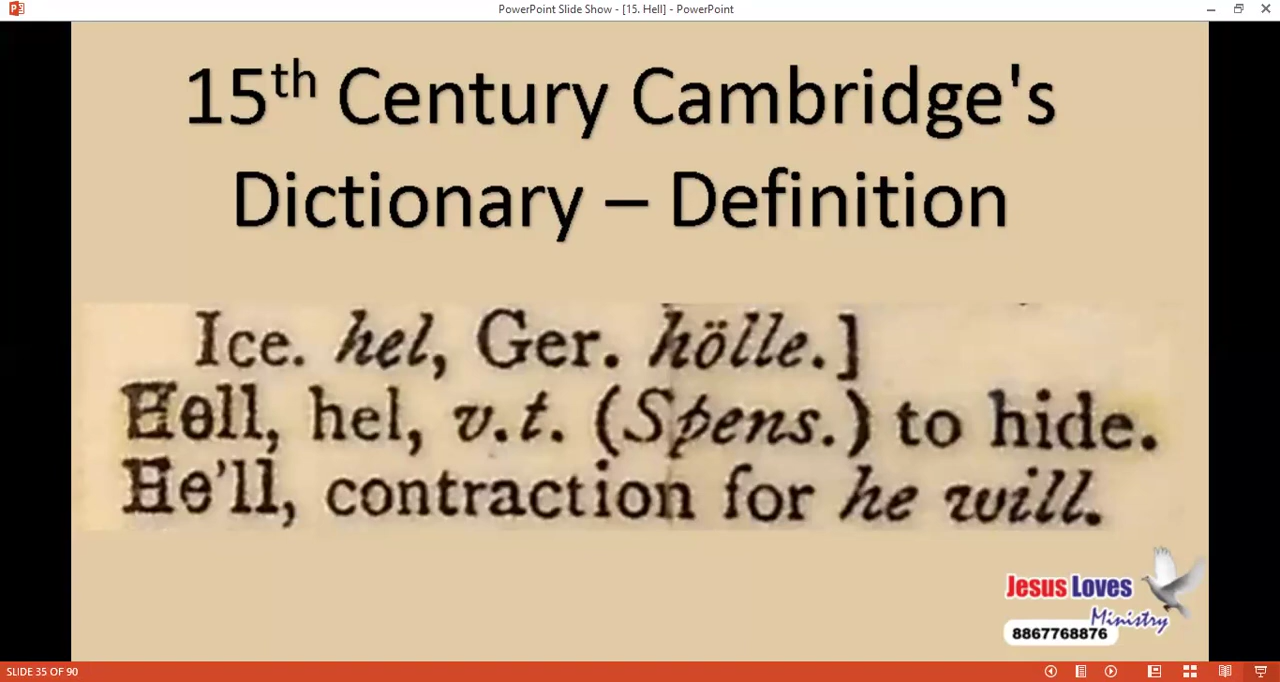 PowerPoint Slide Show - [15. Hell] - PowerPoint
15th Century Cambridge's
Dictionary – Definition
Ice. hel, Ger. hölle.]
Hell, hel, v.t. (Spens.) to hide.
He'll, contraction for he will.
Jesus Loves
Ministry
8867768876
SLIDE 35 OF 90